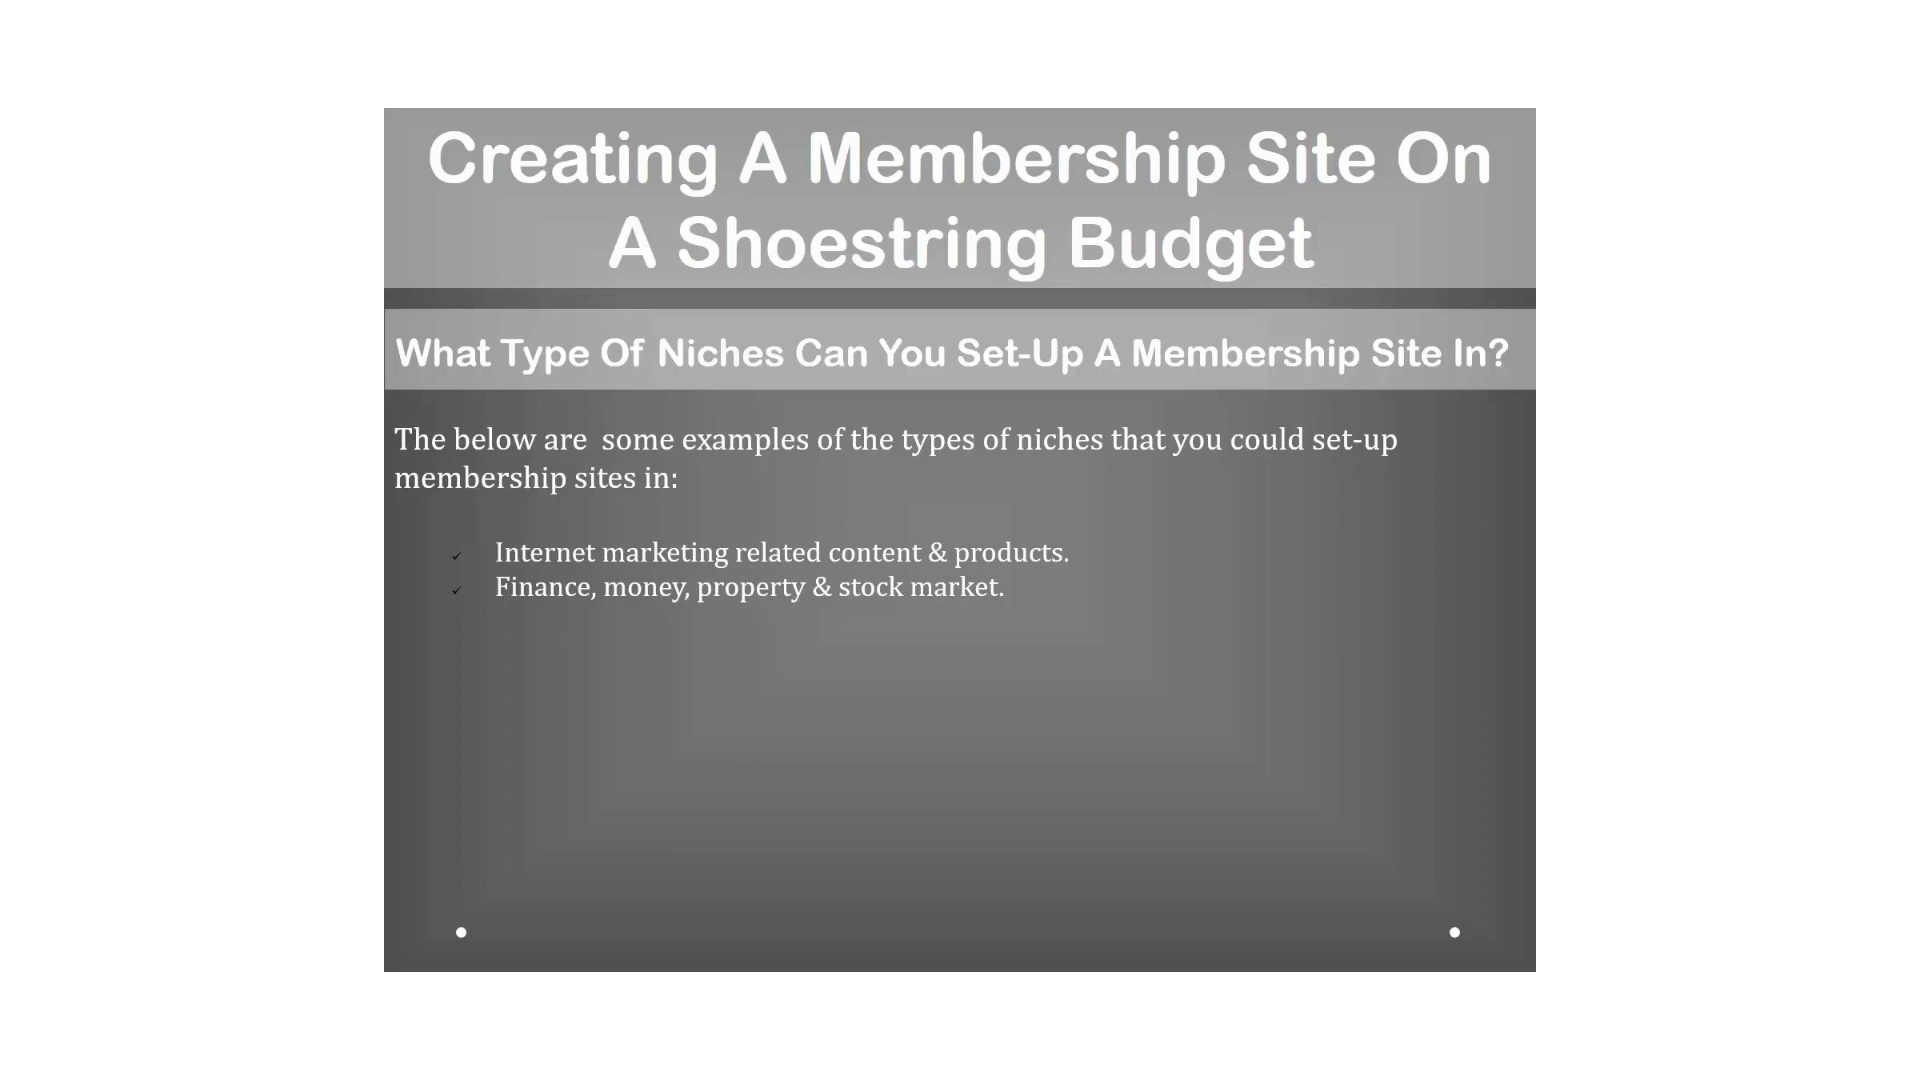 Creating A Membership Site On
A Shoestring Budget
What Type Of Niches Can You Set-Up A Membership Site In?
The below are  some examples of the types of niches that you could set-up
membership sites in:
✓ Internet marketing related content & products.
✓ Finance, money, property & stock market.